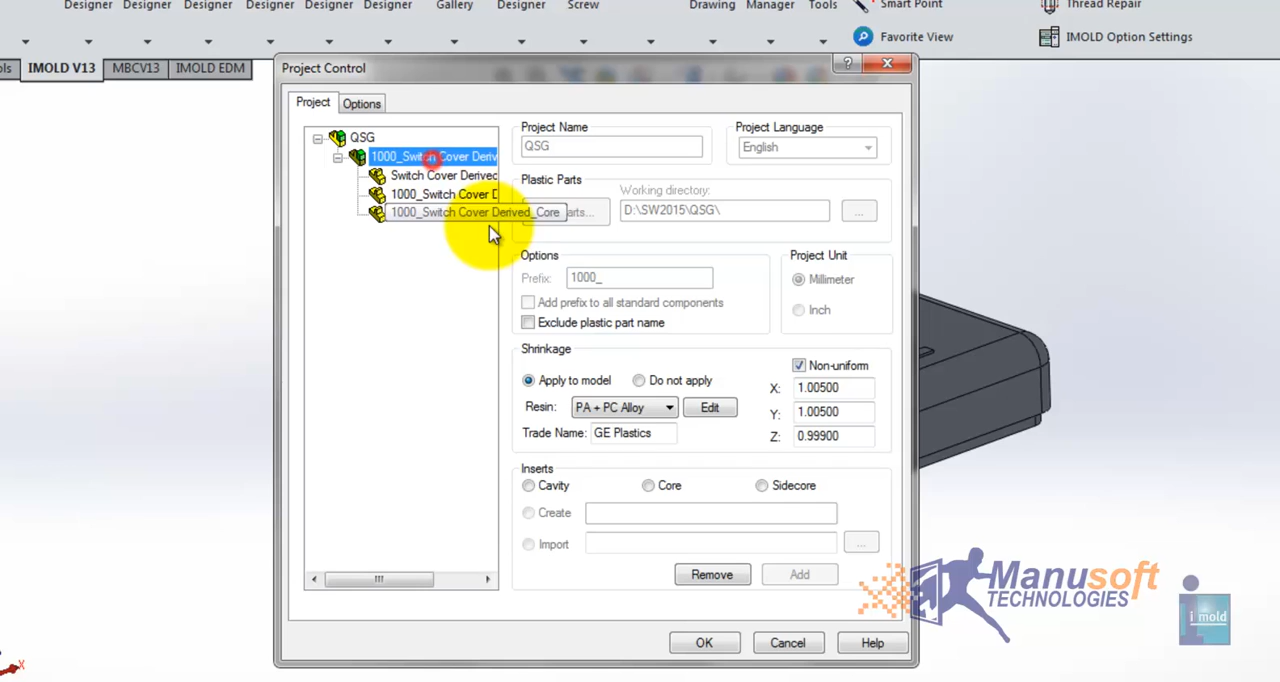 Designer Designer Designer Designer Designer Designer Gallery Designer Screw Drawing Manager Tools Smart Point Thread Repair
Favorite View IMOLD Option Settings
ols IMOLD V13 MBCV13 IMOLD EDM
Project Control
?
Project Options
QSG
1000_Switch Cover Deriv
Switch Cover Derived
1000_Switch Cover D
1000_Switch Cover Derived_Core
Project Name
QSG
Project Language
English
Plastic Parts
arts...
Working directory:
D:\SW2015\QSG\
...
Options
Prefix: 1000_
Add prefix to all standard components
Exclude plastic part name
Project Unit
Millimeter
Inch
Shrinkage
Apply to model Do not apply
Resin: PA + PC Alloy Edit
Trade Name: GE Plastics
Non-uniform
X: 1.00500
Y: 1.00500
Z: 0.99900
Inserts
Cavity Core Sidecore
Create
Import ...
Remove Add
OK Cancel Help
Manusoft
TECHNOLOGIES
i mold
X